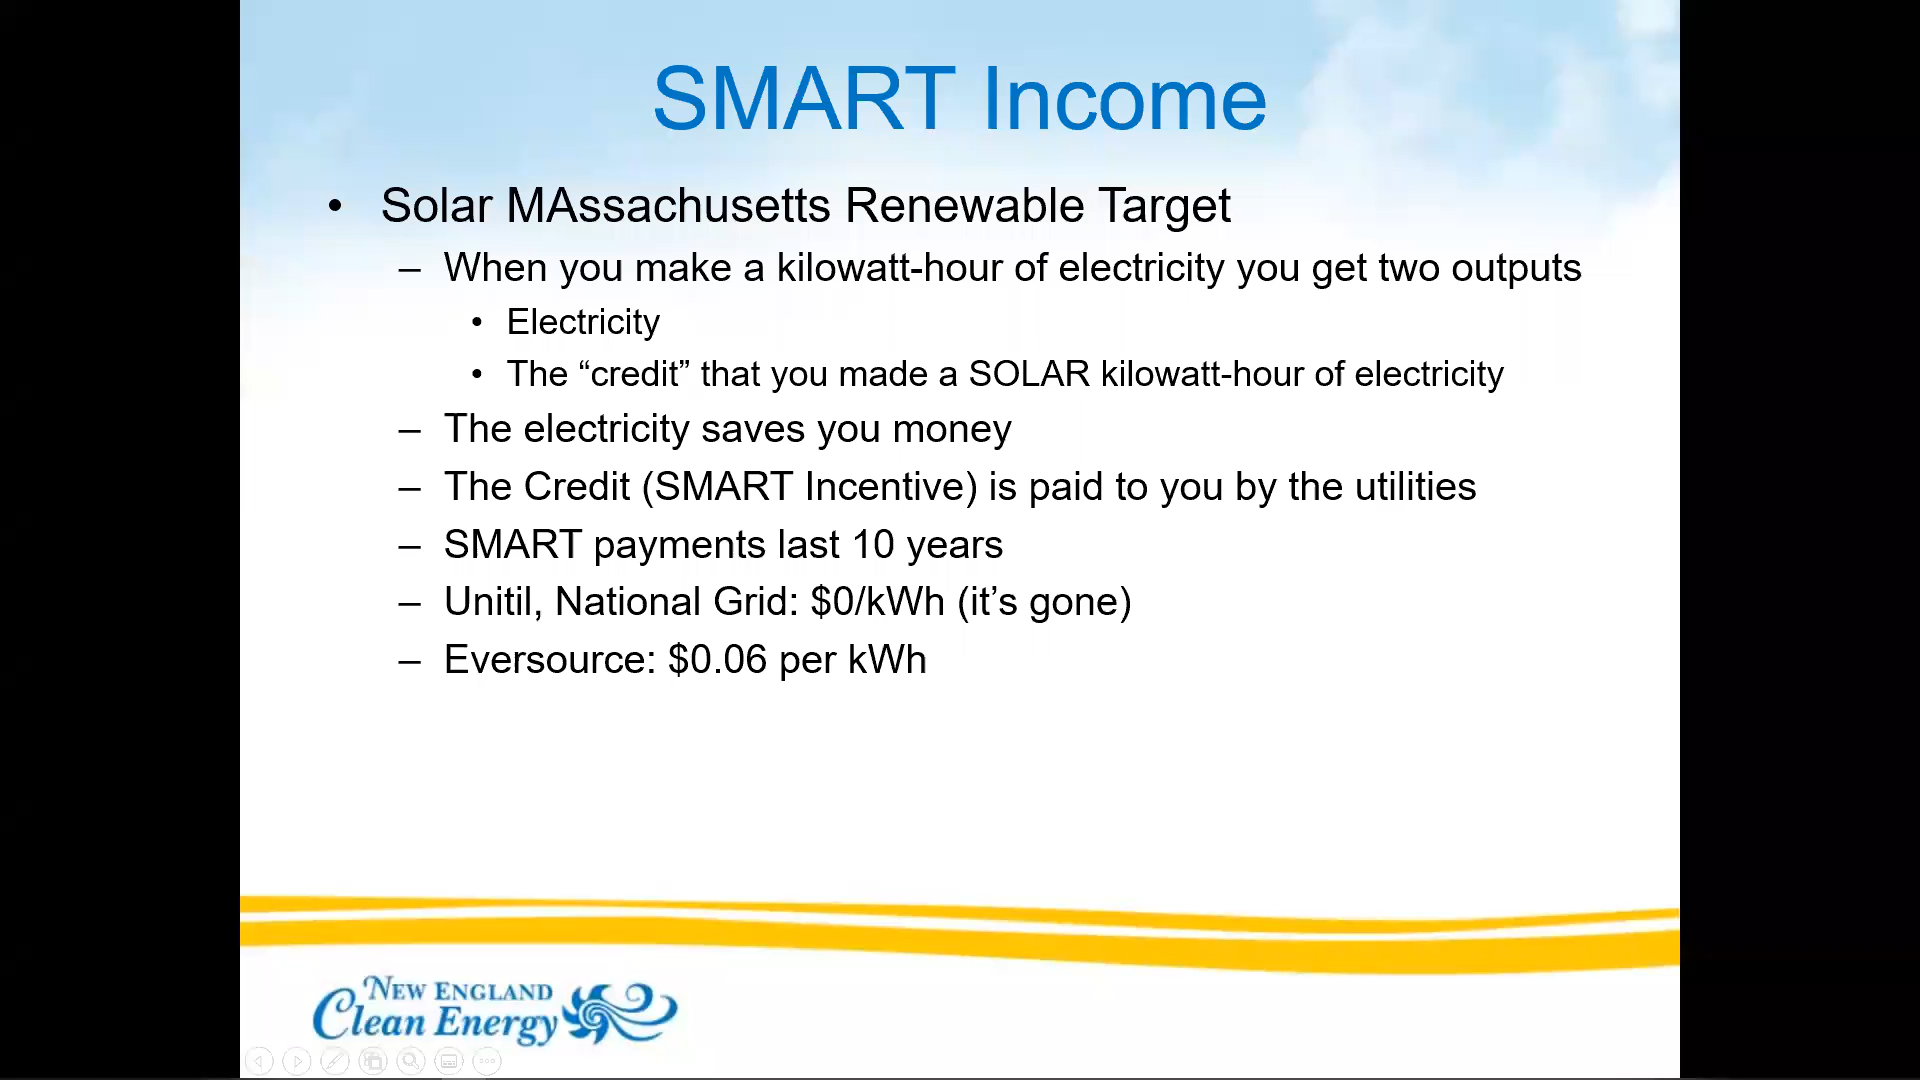 SMART Income
• Solar MAssachusetts Renewable Target
– When you make a kilowatt-hour of electricity you get two outputs
• Electricity
• The “credit” that you made a SOLAR kilowatt-hour of electricity
– The electricity saves you money
– The Credit (SMART Incentive) is paid to you by the utilities
– SMART payments last 10 years
– Unitil, National Grid: $0/kWh (it’s gone)
– Eversource: $0.06 per kWh
NEW ENGLAND
Clean Energy